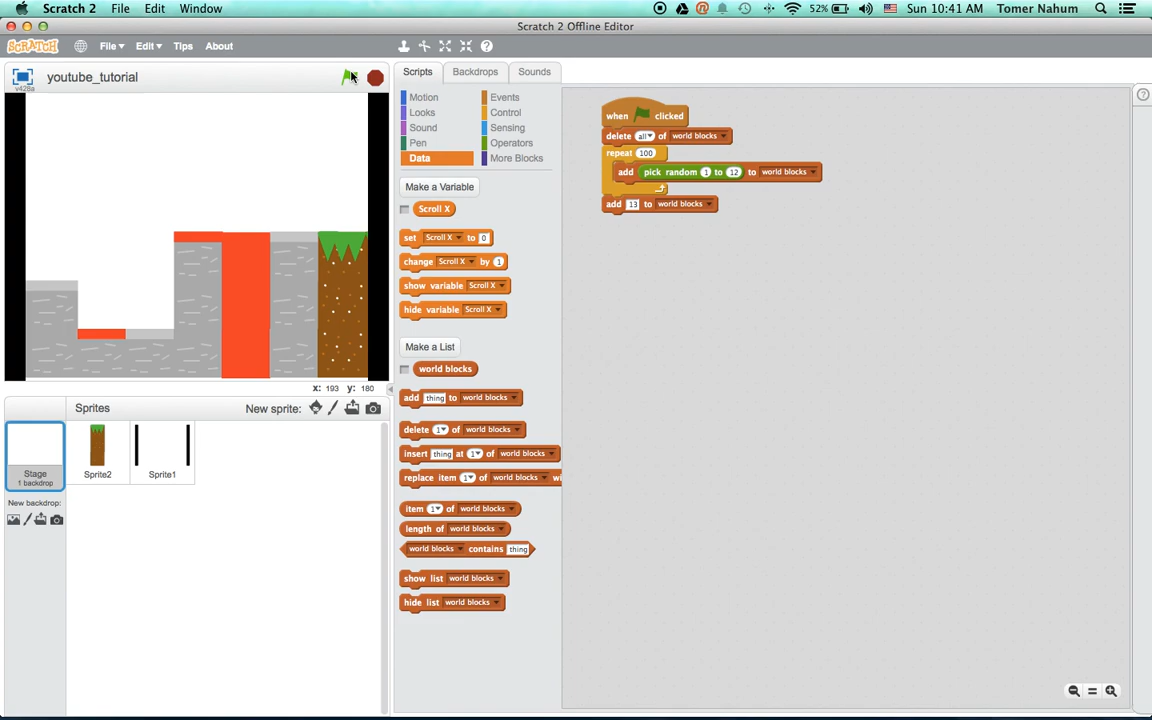 Scratch 2 File Edit Window 52% Sun 10:41 AM Tomer Nahum
Scratch 2 Offline Editor
SCRATCH File▾ Edit▾ Tips About
youtube_tutorial
v428a
Scripts Backdrops Sounds
Motion Events
Looks Control
Sound Sensing
Pen Operators
Data More Blocks
Make a Variable
Scroll X
set Scroll X to 0
change Scroll X by 1
show variable Scroll X
hide variable Scroll X
Make a List
world blocks
add thing to world blocks
delete 1 of world blocks
insert thing at 1 of world blocks
replace item 1 of world blocks wi
item 1 of world blocks
length of world blocks
world blocks contains thing
show list world blocks
hide list world blocks
when clicked
delete all of world blocks
repeat 100
add pick random 1 to 12 to world blocks
add 13 to world blocks
x: 193 y: 180
Sprites New sprite:
Stage
1 backdrop
Sprite2
Sprite1
New backdrop: